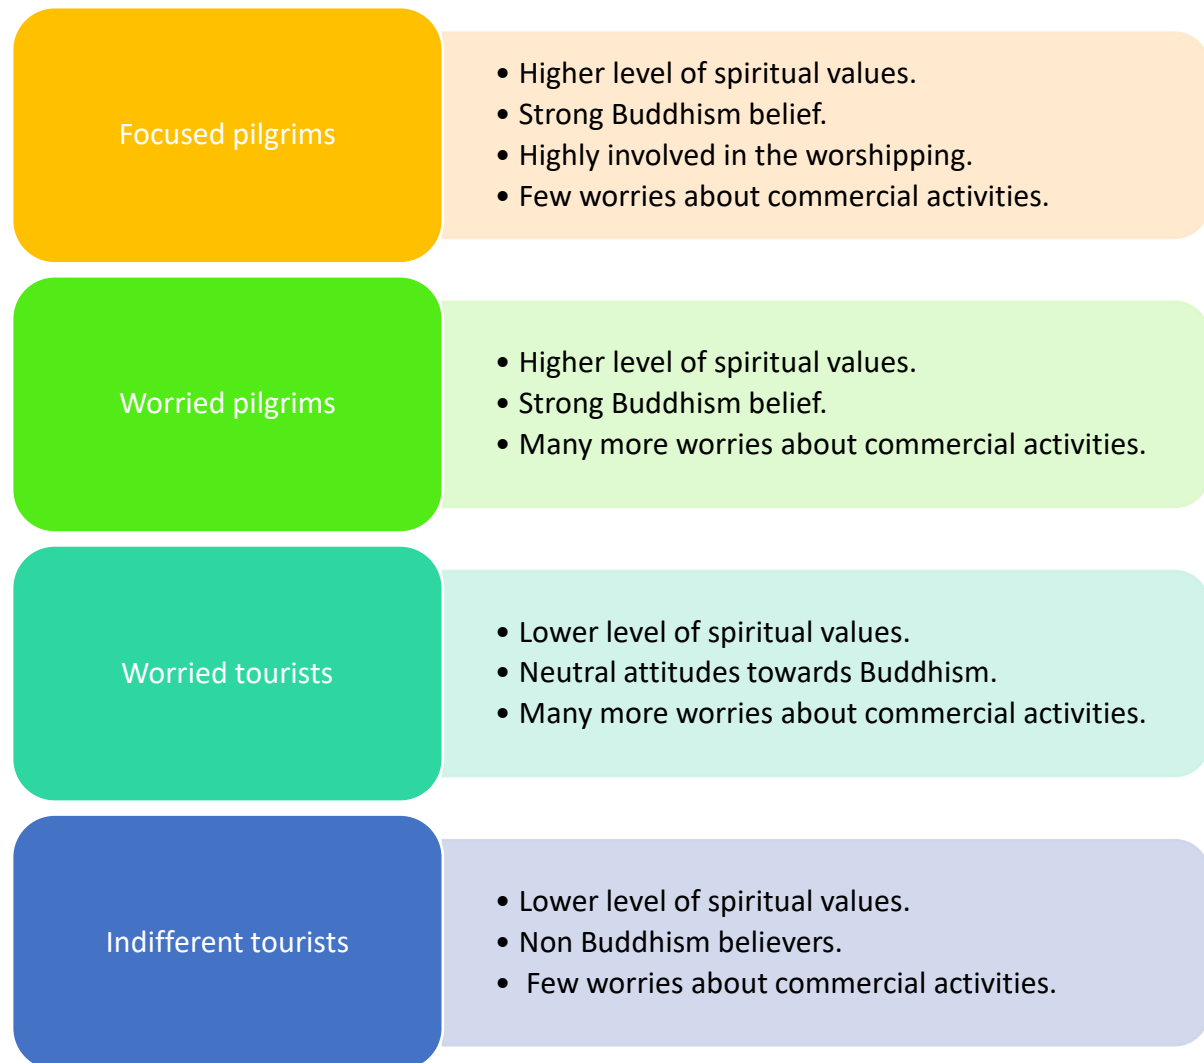 Focused pilgrims
• Higher level of spiritual values.
• Strong Buddhism belief.
• Highly involved in the worshipping.
• Few worries about commercial activities.
Worried pilgrims
• Higher level of spiritual values.
• Strong Buddhism belief.
• Many more worries about commercial activities.
Worried tourists
• Lower level of spiritual values.
• Neutral attitudes towards Buddhism.
• Many more worries about commercial activities.
Indifferent tourists
• Lower level of spiritual values.
• Non Buddhism believers.
• Few worries about commercial activities.